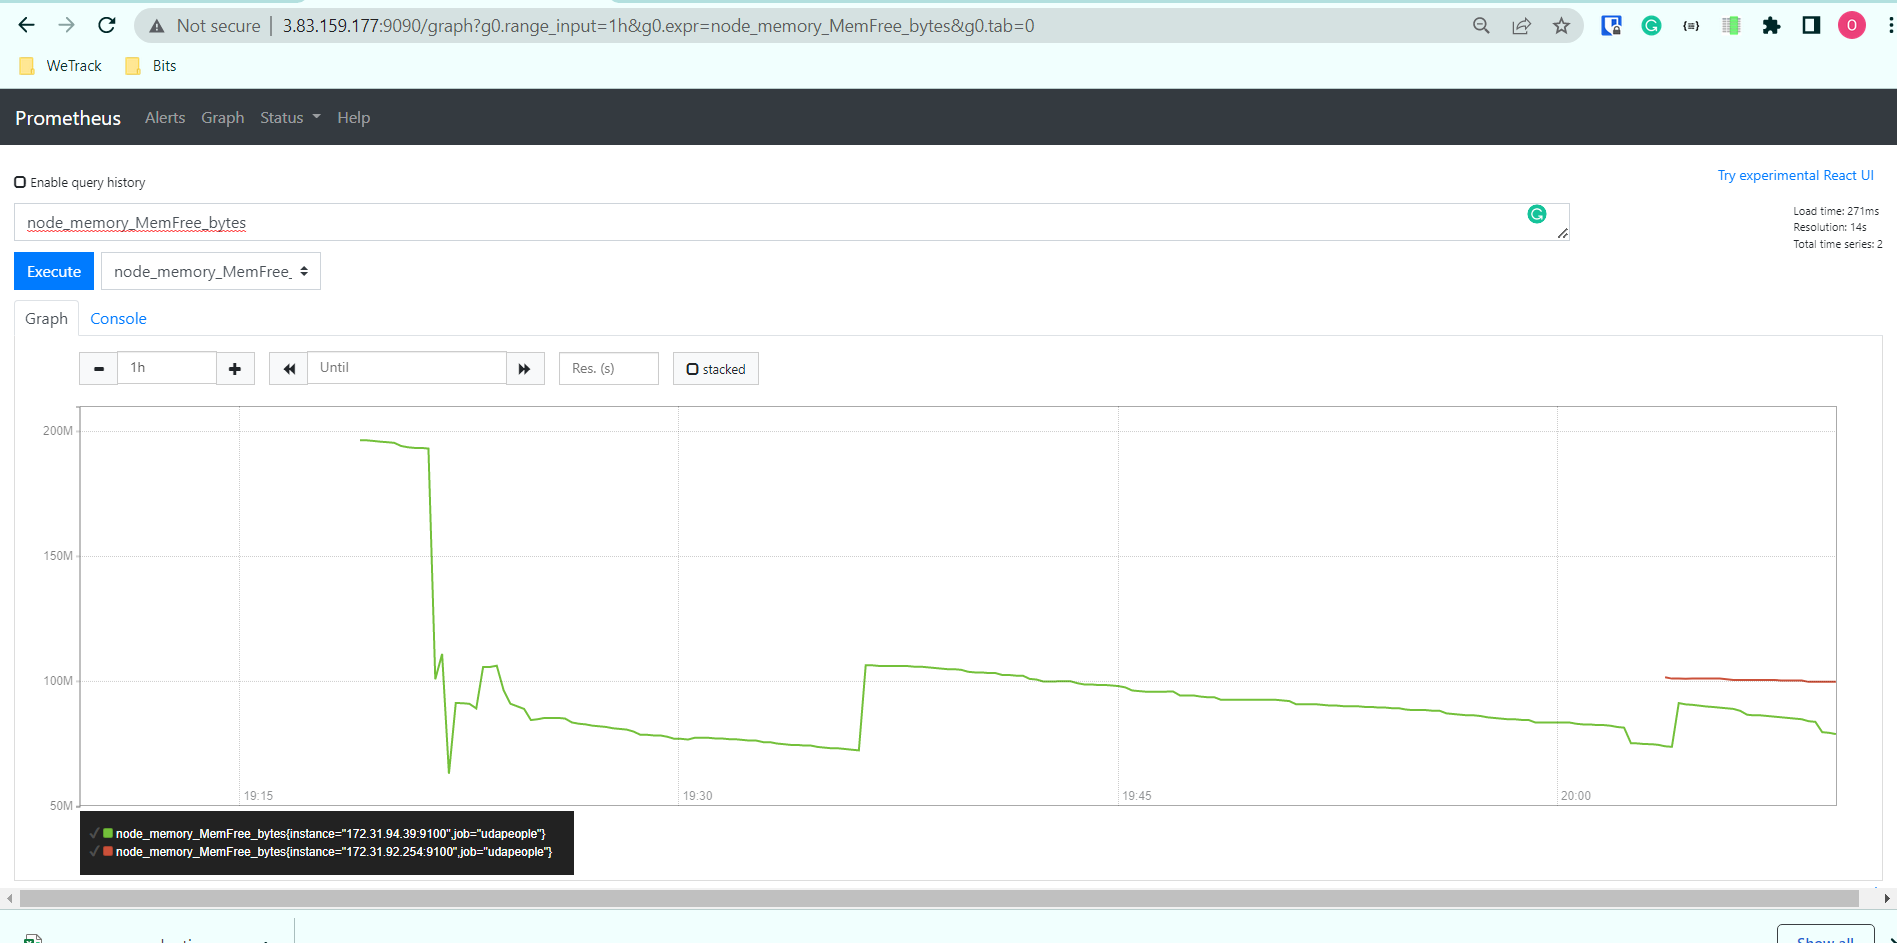 Not secure | 3.83.159.177:9090/graph?g0.range_input=1h&g0.expr=node_memory_MemFree_bytes&g0.tab=0
O
WeTrack Bits
Prometheus Alerts Graph Status Help
Enable query history
Try experimental React UI
node_memory_MemFree_bytes
Load time: 271ms
Resolution: 14s
Total time series: 2
Execute node_memory_MemFree_
Graph Console
1h Until Res. (s) stacked
200M
150M
100M
50M
19:15 19:30 19:45 20:00
node_memory_MemFree_bytes{instance="172.31.94.39:9100",job="udapeople"}
node_memory_MemFree_bytes{instance="172.31.92.254:9100",job="udapeople"}
Show all